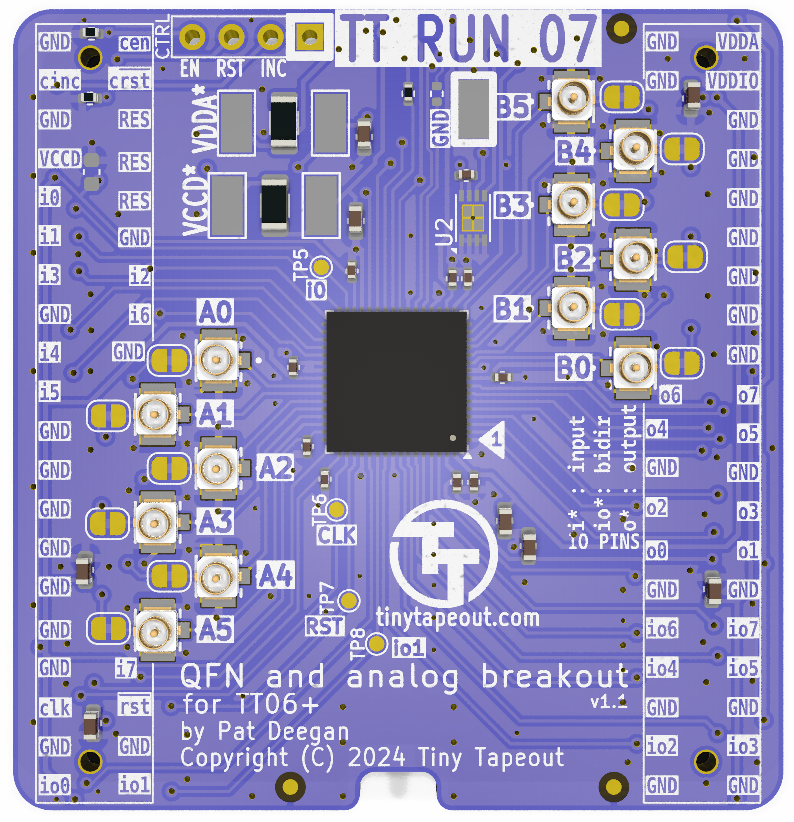 CTRL
EN RST INC
TT RUN 07
GND cen
cinc crst
GND RES
VCCD RES
i0 RES
i1 GND
i3 i2
GND i6
i4 GND
i5
GND
GND
GND
GND
GND
GND
GND i7
clk rst
GND GND
io0 io1
VDDA*
VCCD*
GND
U2
TP5
i0
B5
B4
B3
B2
B1
B0
A0
A1
A2
A3
A4
A5
1
TP6
CLK
TP7
RST
TP8
io1
GND VDDA
GND VDDIO
GND
GND
GND
GND
GND
GND
GND
o6 o7
o4 o5
GND
o2 o3
o0 o1
GND GND
io6 io7
io4 io5
GND GND
io2 io3
GND GND
i* : input
io*: bidir
o* : output
IO PINS
TT
tinytapeout.com
QFN and analog breakout
v1.1
for TT06+
by Pat Deegan
Copyright (C) 2024 Tiny Tapeout